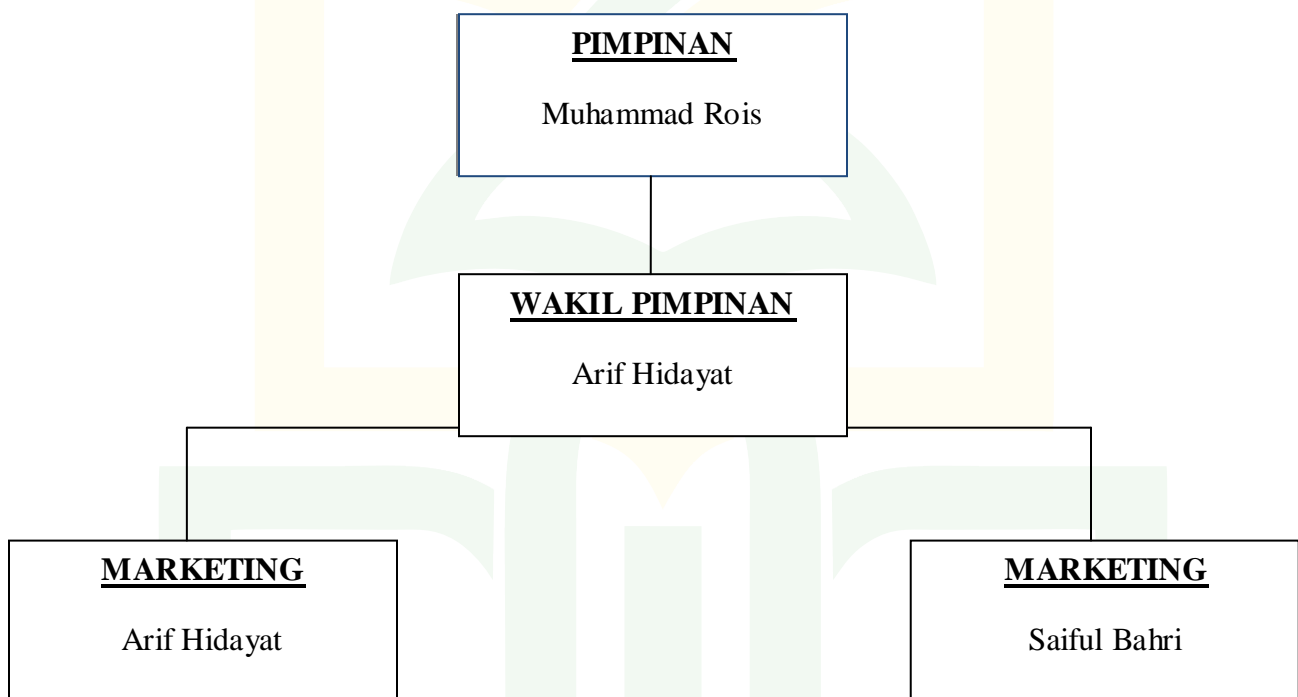 PIMPINAN
Muhammad Rois
WAKIL PIMPINAN
Arif Hidayat
MARKETING
Arif Hidayat
MARKETING
Saiful Bahri